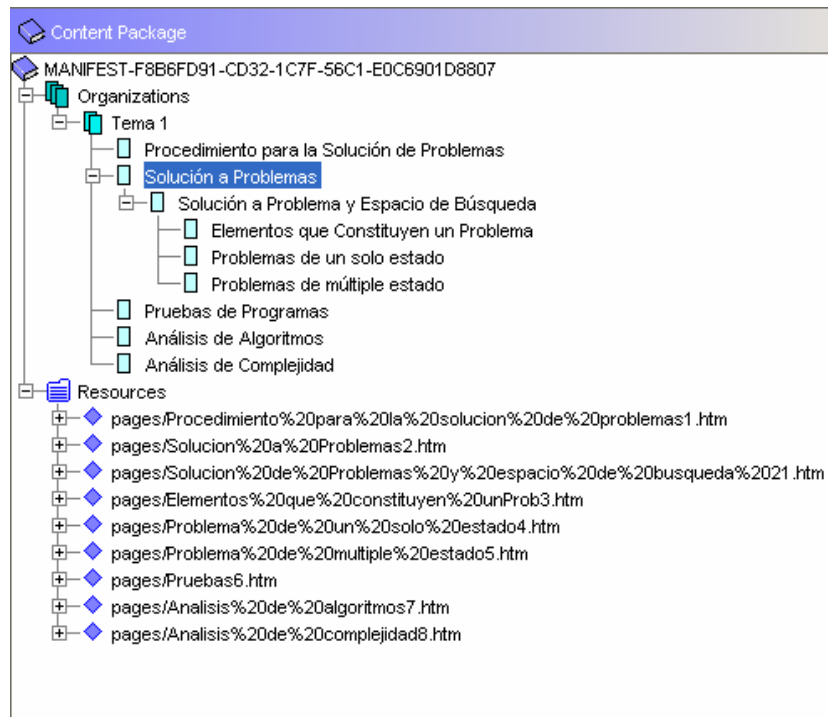 Content Package
MANIFEST-F8B6FD91-CD32-1C7F-56C1-E0C6901D8807
Organizations
Tema 1
Procedimiento para la Solución de Problemas
Solución a Problemas
Solución a Problema y Espacio de Búsqueda
Elementos que Constituyen un Problema
Problemas de un solo estado
Problemas de múltiple estado
Pruebas de Programas
Análisis de Algoritmos
Análisis de Complejidad
Resources
pages/Procedimiento%20para%20la%20solucion%20de%20problemas1.htm
pages/Solucion%20a%20Problemas2.htm
pages/Solucion%20de%20Problemas%20y%20espacio%20de%20busqueda%2021.htm
pages/Elementos%20que%20constituyen%20unProb3.htm
pages/Problema%20de%20un%20solo%20estado4.htm
pages/Problema%20de%20multiple%20estado5.htm
pages/Pruebas6.htm
pages/Analisis%20de%20algoritmos7.htm
pages/Analisis%20de%20complejidad8.htm